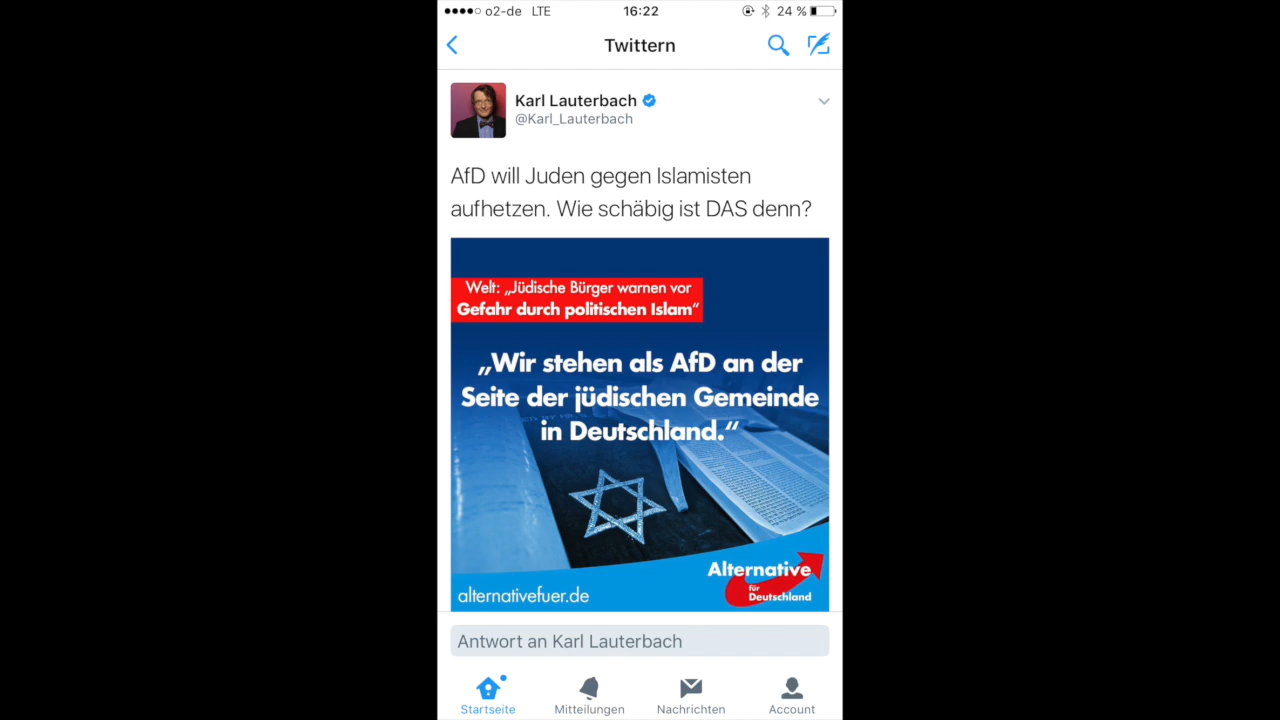 o2-de LTE 16:22 24 %
Twittern
Karl Lauterbach
@Karl_Lauterbach
AfD will Juden gegen Islamisten
aufhetzen. Wie schäbig ist DAS denn?
Welt: „Jüdische Bürger warnen vor
Gefahr durch politischen Islam“
„Wir stehen als AfD an der
Seite der jüdischen Gemeinde
in Deutschland.“
Alternative
für
Deutschland
alternativefuer.de
Antwort an Karl Lauterbach
Startseite Mitteilungen Nachrichten Account